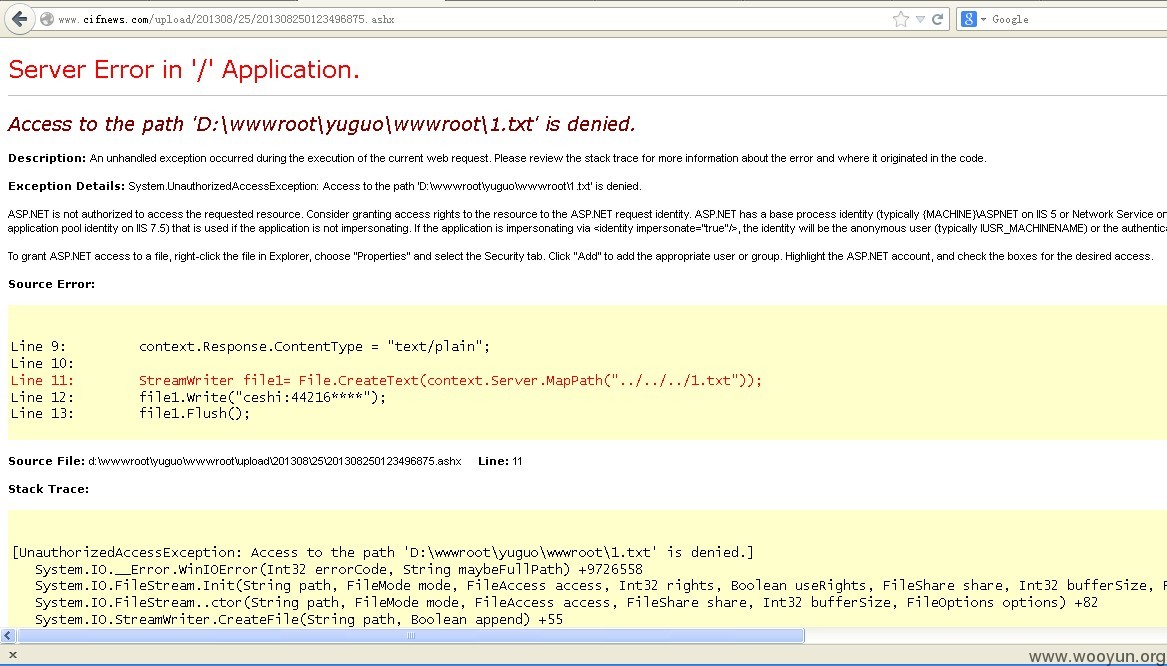 www.cifnews.com/upload/201308/25/201308250123496875.ashx
Google
Server Error in '/' Application.
Access to the path 'D:\wwwroot\yuguo\wwwroot\1.txt' is denied.
Description: An unhandled exception occurred during the execution of the current web request. Please review the stack trace for more information about the error and where it originated in the code.
Exception Details: System.UnauthorizedAccessException: Access to the path 'D:\wwwroot\yuguo\wwwroot\1.txt' is denied.
ASP.NET is not authorized to access the requested resource. Consider granting access rights to the resource to the ASP.NET request identity. ASP.NET has a base process identity (typically {MACHINE}\ASPNET on IIS 5 or Network Service on
application pool identity on IIS 7.5) that is used if the application is not impersonating. If the application is impersonating via <identity impersonate="true"/>, the identity will be the anonymous user (typically IUSR_MACHINENAME) or the
To grant ASP.NET access to a file, right-click the file in Explorer, choose "Properties" and select the Security tab. Click "Add" to add the appropriate user or group. Highlight the ASP.NET account, and check the boxes for the desired access.
Source Error:
Line 9:         context.Response.ContentType = "text/plain";
Line 10:
Line 11:        StreamWriter file1= File.CreateText(context.Server.MapPath("../../../1.txt"));
Line 12:        file1.Write("ceshi:44216****");
Line 13:        file1.Flush();
Source File: d:\wwwroot\yuguo\wwwroot\upload\201308\25\201308250123496875.ashx    Line: 11
Stack Trace:
[UnauthorizedAccessException: Access to the path 'D:\wwwroot\yuguo\wwwroot\1.txt' is denied.]
System.IO.__Error.WinIOError(Int32 errorCode, String maybeFullPath) +9726558
System.IO.FileStream.Init(String path, FileMode mode, FileAccess access, Int32 rights, Boolean useRights, FileShare share, Int32 bufferSize,
System.IO.FileStream..ctor(String path, FileMode mode, FileAccess access, FileShare share, Int32 bufferSize, FileOptions options) +82
System.IO.StreamWriter.CreateFile(String path, Boolean append) +55
www.wooyun.org